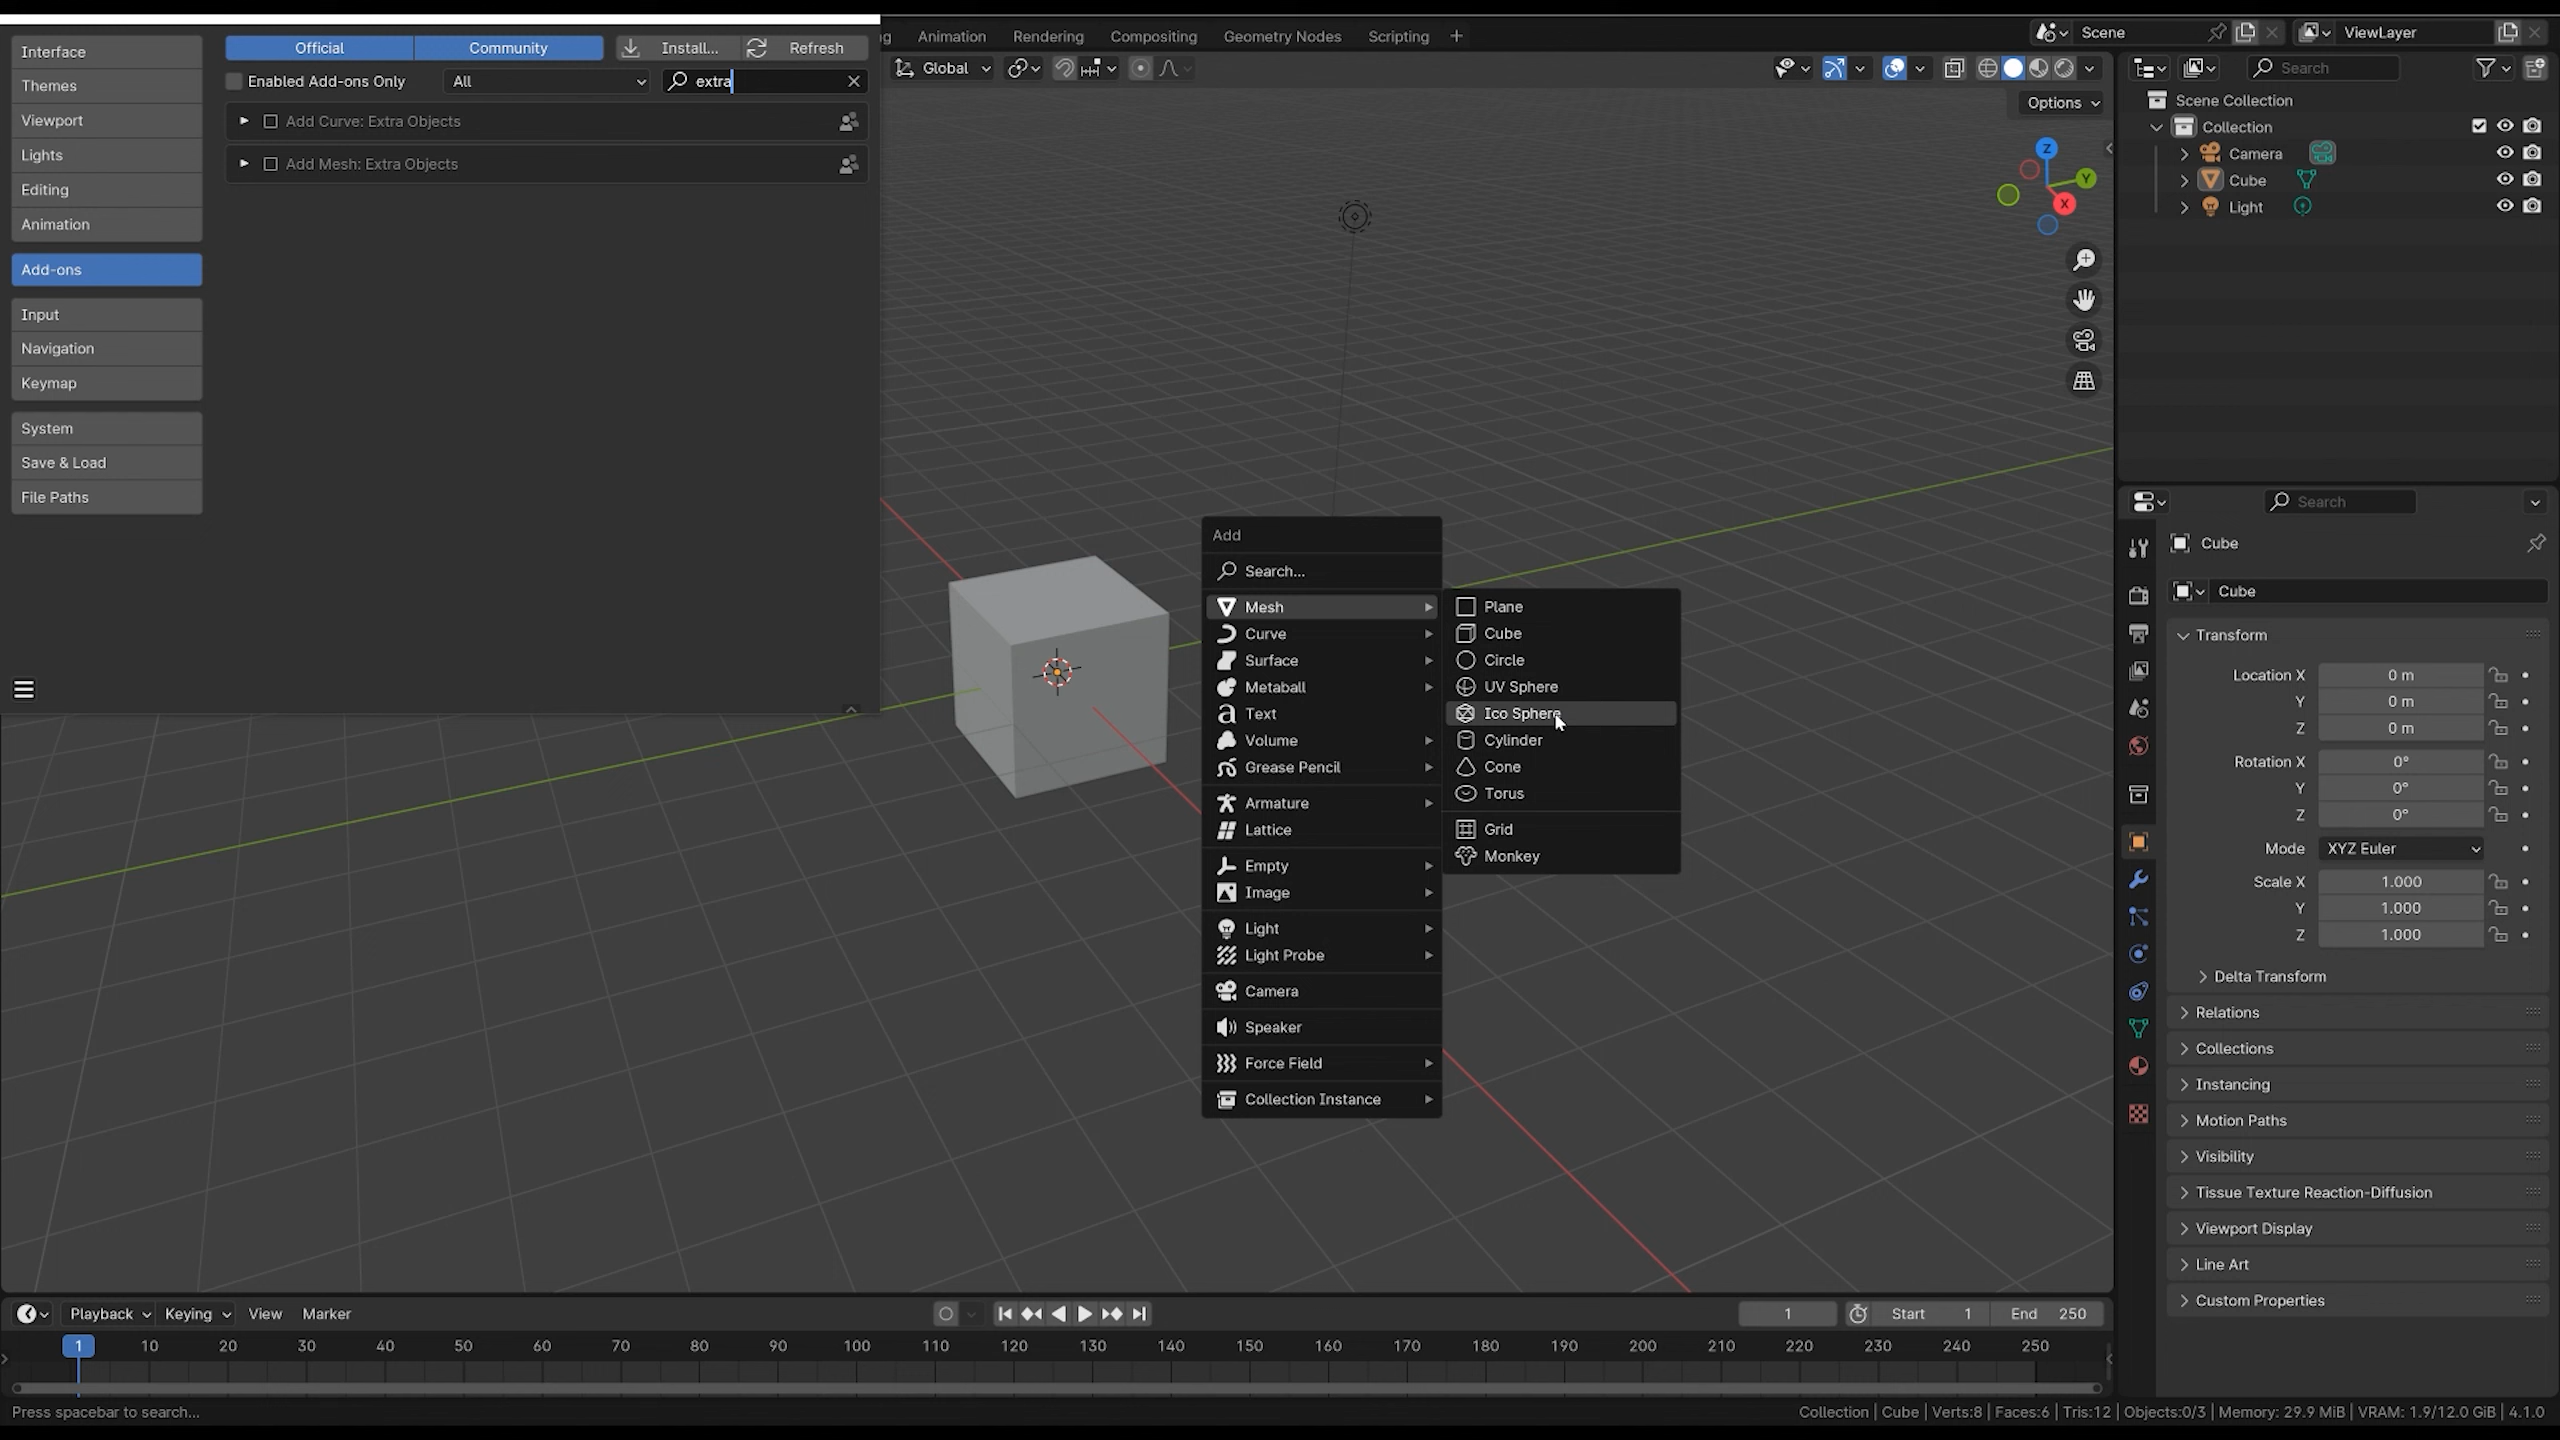 Interface
Themes
Viewport
Lights
Editing
Animation
Add-ons
Input
Navigation
Keymap
System
Save & Load
File Paths
Official
Community
Install...
Refresh
Enabled Add-ons Only
All
extra
Add Curve: Extra Objects
Add Mesh: Extra Objects
Animation
Rendering
Compositing
Geometry Nodes
Scripting
+
Scene
ViewLayer
Global
Options
Z
Y
X
Search
Scene Collection
Collection
Camera
Cube
Light
Add
Search...
Mesh
Curve
Surface
Metaball
Text
Volume
Grease Pencil
Armature
Lattice
Empty
Image
Light
Light Probe
Camera
Speaker
Force Field
Collection Instance
Plane
Cube
Circle
UV Sphere
Ico Sphere
Cylinder
Cone
Torus
Grid
Monkey
Search
Cube
Cube
Transform
Location X 0 m
Y 0 m
Z 0 m
Rotation X 0°
Y 0°
Z 0°
Mode XYZ Euler
Scale X 1.000
Y 1.000
Z 1.000
Delta Transform
Relations
Collections
Instancing
Motion Paths
Visibility
Tissue Texture Reaction-Diffusion
Viewport Display
Line Art
Custom Properties
Playback Keying View Marker 1 Start 1 End 250
1 10 20 30 40 50 60 70 80 90 100 110 120 130 140 150 160 170 180 190 200 210 220 230 240 250
Press spacebar to search...
Collection | Cube | Verts:8 | Faces:6 | Tris:12 | Objects:0/3 | Memory: 29.9 MiB | VRAM: 1.9/12.0 GiB | 4.1.0